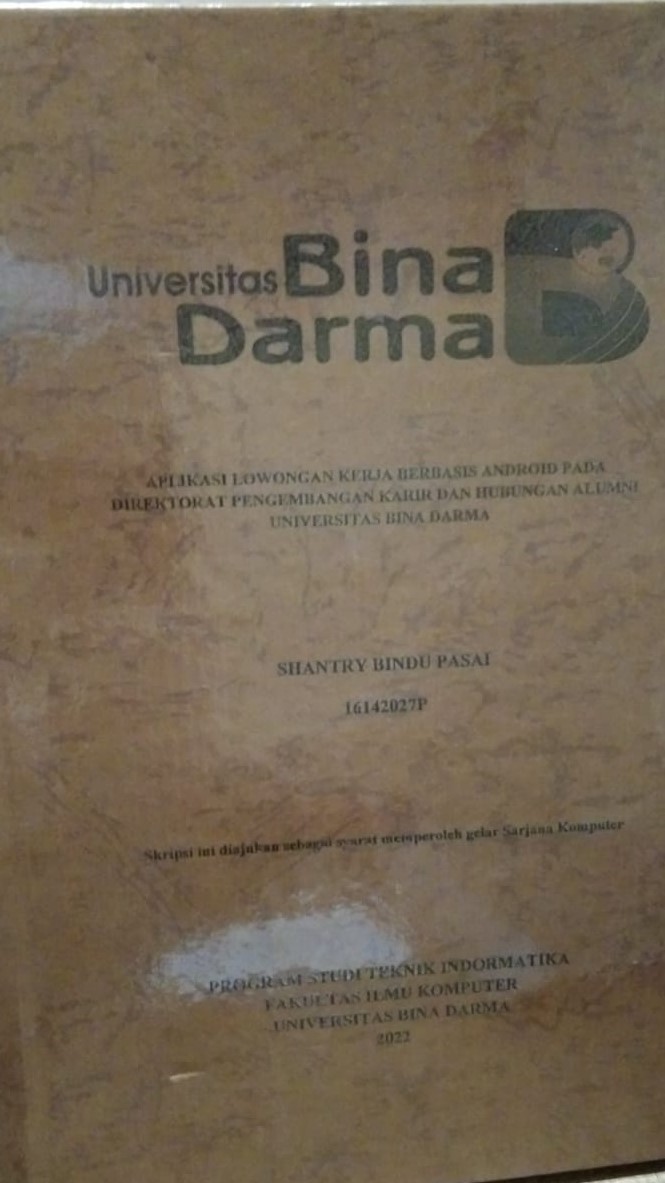 Universitas Bina
Darma
APLIKASI LOWONGAN KERJA BERBASIS ANDROID PADA
DIREKTORAT PENGEMBANGAN KARIR DAN HUBUNGAN ALUMNI
UNIVERSITAS BINA DARMA
SHANTRY BINDU PASAI
16142027P
Skripsi ini diajukan sebagai syarat memperoleh gelar Sarjana Komputer
PROGRAM STUDI TEKNIK INDORMATIKA
FAKULTAS ILMU KOMPUTER
UNIVERSITAS BINA DARMA
2022